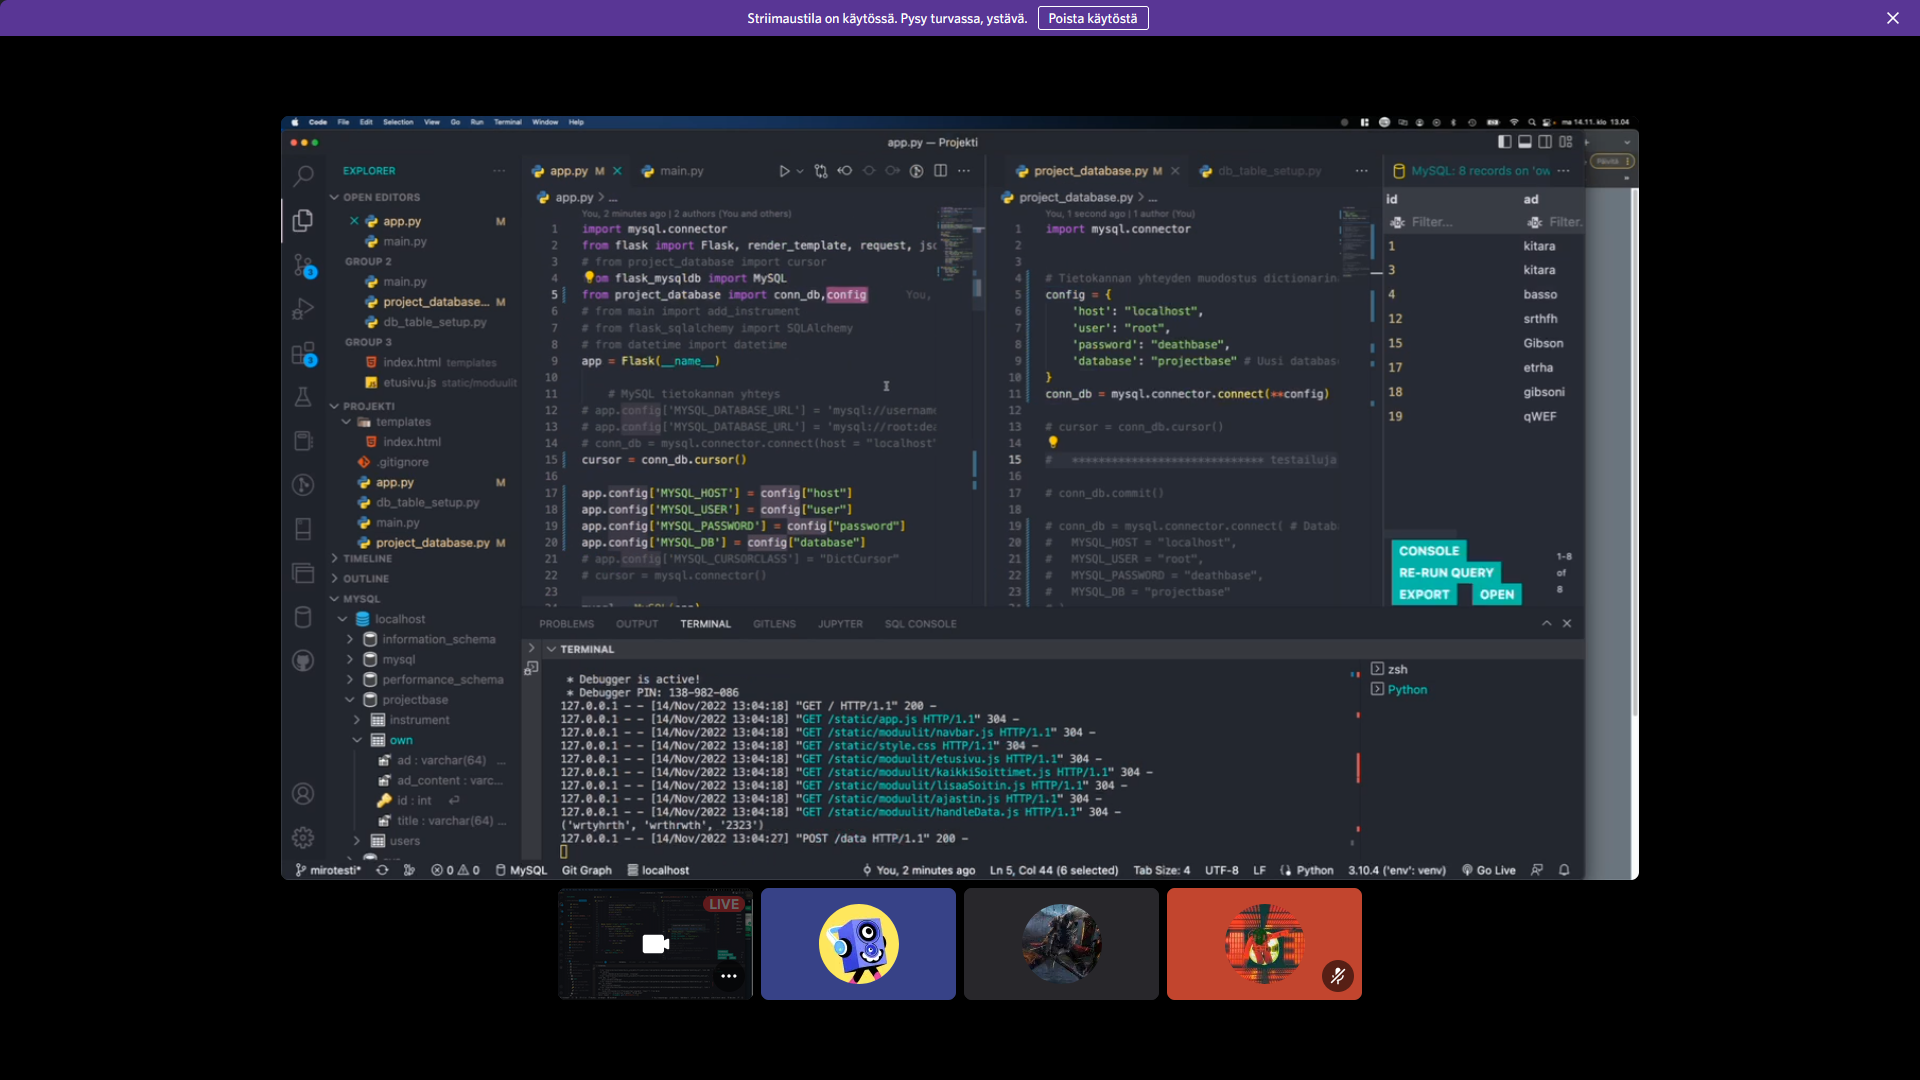 Striimaustila on käytössä. Pysy turvassa, ystävä. Poista käytöstä
Code File Edit Selection View Go Run Terminal Window Help
ma 14.11. klo 13.04
app.py — Projekti
EXPLORER
OPEN EDITORS
app.py M
main.py
GROUP 2
main.py
project_database... M
db_table_setup.py
GROUP 3
index.html templates
etusivu.js static/moduulit
PROJEKTI
templates
index.html
.gitignore
app.py M
db_table_setup.py
main.py
project_database.py M
TIMELINE
OUTLINE
MYSQL
localhost
information_schema
mysql
performance_schema
projectbase
instrument
own
ad : varchar(64) ...
ad_content : varc...
id : int
title : varchar(64) ...
users
app.py M main.py
app.py > ...
You, 2 minutes ago | 2 authors (You and others)
1 import mysql.connector
2 from flask import Flask, render_template, request, jsc
3 # from project_database import cursor
4 om flask_mysqldb import MySQL
5 from project_database import conn_db,config You,
6 # from main import add_instrument
7 # from flask_sqlalchemy import SQLAlchemy
8 # from datetime import datetime
9 app = Flask(__name__)
10
11 # MySQL tietokannan yhteys
12 # app.config['MYSQL_DATABASE_URL'] = 'mysql://username
13 # app.config['MYSQL_DATABASE_URL'] = 'mysql://root:dea
14 # conn_db = mysql.connector.connect(host = "localhost"
15 cursor = conn_db.cursor()
16
17 app.config['MYSQL_HOST'] = config["host"]
18 app.config['MYSQL_USER'] = config["user"]
19 app.config['MYSQL_PASSWORD'] = config["password"]
20 app.config['MYSQL_DB'] = config["database"]
21 # app.config['MYSQL_CURSORCLASS'] = "DictCursor"
22 # cursor = mysql.connector()
23
project_database.py M db_table_setup.py
project_database.py > ...
You, 1 second ago | 1 author (You)
1 import mysql.connector
2
3
4 # Tietokannan yhteyden muodostus dictionarin
5 config = {
6 'host': "localhost",
7 'user': "root",
8 'password': "deathbase",
9 'database': "projectbase" # Uusi databas
10 }
11 conn_db = mysql.connector.connect(**config)
12
13 # cursor = conn_db.cursor()
14
15 # ***************************** testailuja
16
17 # conn_db.commit()
18
19 # conn_db = mysql.connector.connect( # Datab
20 # MYSQL_HOST = "localhost",
21 # MYSQL_USER = "root",
22 # MYSQL_PASSWORD = "deathbase",
23 # MYSQL_DB = "projectbase"
MySQL: 8 records on 'ow
id ad
Filter... Filter.
1 kitara
3 kitara
4 basso
12 srthfh
15 Gibson
17 etrha
18 gibsoni
19 qWEF
CONSOLE
RE-RUN QUERY
EXPORT OPEN
1-8
of
8
PROBLEMS OUTPUT TERMINAL GITLENS JUPYTER SQL CONSOLE
TERMINAL
* Debugger is active!
* Debugger PIN: 138-982-086
127.0.0.1 - - [14/Nov/2022 13:04:18] "GET / HTTP/1.1" 200 -
127.0.0.1 - - [14/Nov/2022 13:04:18] "GET /static/app.js HTTP/1.1" 304 -
127.0.0.1 - - [14/Nov/2022 13:04:18] "GET /static/moduulit/navbar.js HTTP/1.1" 304 -
127.0.0.1 - - [14/Nov/2022 13:04:18] "GET /static/style.css HTTP/1.1" 304 -
127.0.0.1 - - [14/Nov/2022 13:04:18] "GET /static/moduulit/etusivu.js HTTP/1.1" 304 -
127.0.0.1 - - [14/Nov/2022 13:04:18] "GET /static/moduulit/kaikkiSoittimet.js HTTP/1.1" 304 -
127.0.0.1 - - [14/Nov/2022 13:04:18] "GET /static/moduulit/lisaaSoitin.js HTTP/1.1" 304 -
127.0.0.1 - - [14/Nov/2022 13:04:18] "GET /static/moduulit/ajastin.js HTTP/1.1" 304 -
127.0.0.1 - - [14/Nov/2022 13:04:18] "GET /static/moduulit/handleData.js HTTP/1.1" 304 -
('wrtyhrth', 'wrthrwth', '2323')
127.0.0.1 - - [14/Nov/2022 13:04:27] "POST /data HTTP/1.1" 200 -
zsh
Python
mirotesti* 0 0 MySQL Git Graph localhost You, 2 minutes ago Ln 5, Col 44 (6 selected) Tab Size: 4 UTF-8 LF Python 3.10.4 ('env': venv) Go Live
LIVE